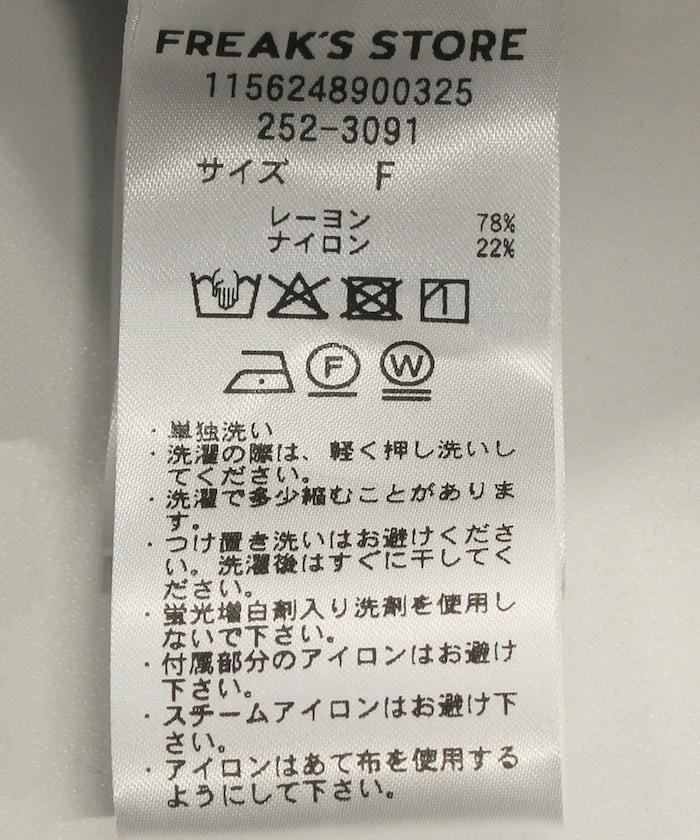 FREAK'S STORE
1156248900325
252-3091
サイズ F
レーヨン 78%
ナイロン 22%
F W
・単独洗い
・洗濯の際は、軽く押し洗いし
てください。
・洗濯で多少縮むことがありま
す。
・つけ置き洗いはお避けくださ
い。洗濯後はすぐに干してく
ださい。
・蛍光増白剤入り洗剤を使用し
ないで下さい。
・付属部分のアイロンはお避け
下さい。
・スチームアイロンはお避け下
さい。
・アイロンはあて布を使用する
ようにして下さい。